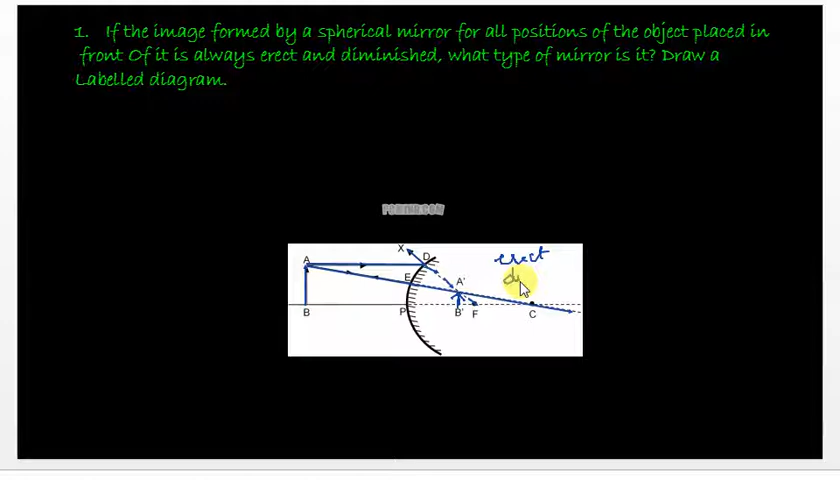 1. If the image formed by a spherical mirror for all positions of the object placed in
front Of it is always erect and diminished, what type of mirror is it? Draw a
Labelled diagram.
X
D
erect
A
E
A'
B
P
B'
F
C